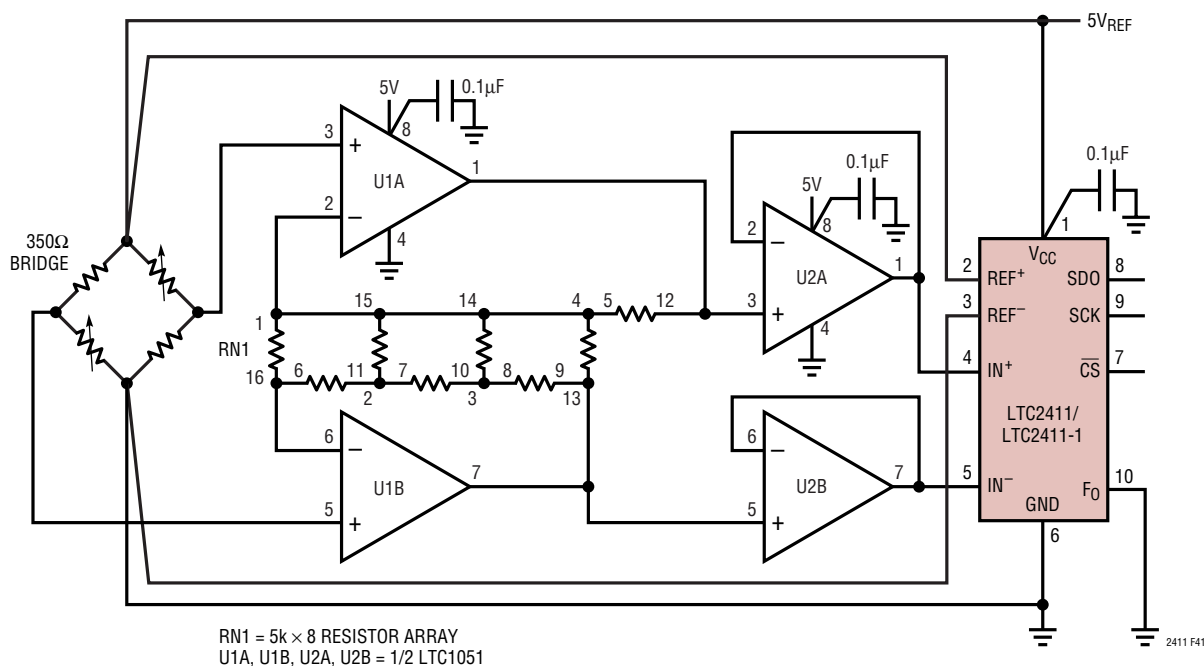 5VREF
5V
0.1µF
3
8
+
1
U1A
2
−
4
350Ω
BRIDGE
5V
0.1µF
8
2
−
1
U2A
3
+
4
0.1µF
1
VCC
2
REF+
SDO
8
3
REF−
SCK
9
4
IN+
CS
7
LTC2411/
LTC2411-1
5
IN−
FO
10
GND
6
1
15
14
4
5
12
RN1
16
6
11
7
10
8
9
2
3
13
6
−
7
U1B
5
+
6
−
7
U2B
5
+
RN1 = 5k × 8 RESISTOR ARRAY
U1A, U1B, U2A, U2B = 1/2 LTC1051
2411 F41